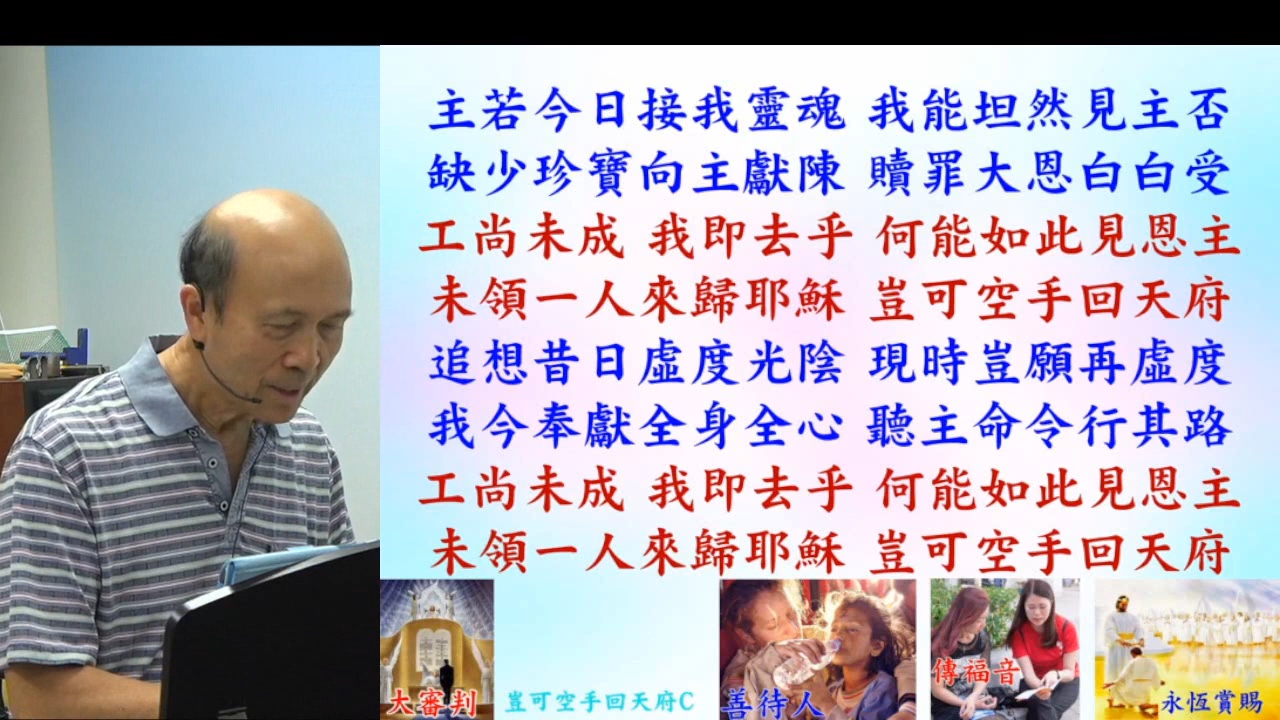 主若今日接我靈魂 我能坦然見主否
缺少珍寶向主獻陳 贖罪大恩白白受
工尚未成 我即去乎 何能如此見恩主
未領一人來歸耶穌 豈可空手回天府
追想昔日虛度光陰 現時豈願再虛度
我今奉獻全身全心 聽主命令行其路
工尚未成 我即去乎 何能如此見恩主
未領一人來歸耶穌 豈可空手回天府
大審判
豈可空手回天府C
善待人
傳福音
永恆賞賜